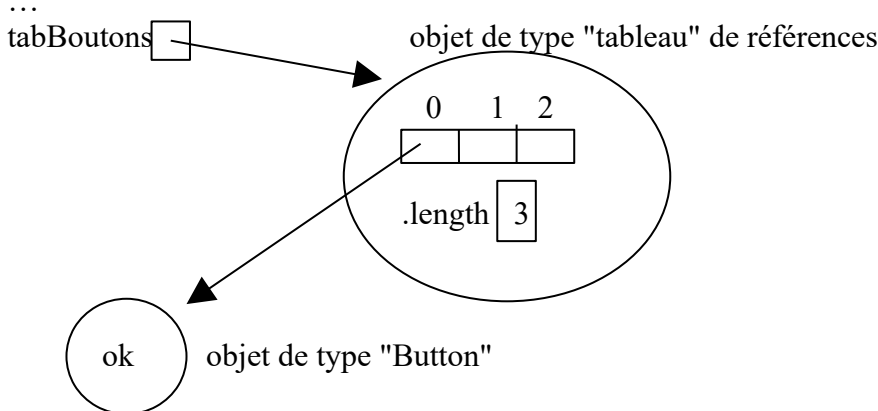 …
tabBoutons objet de type "tableau" de références
0 1 2
.length 3
ok objet de type "Button"